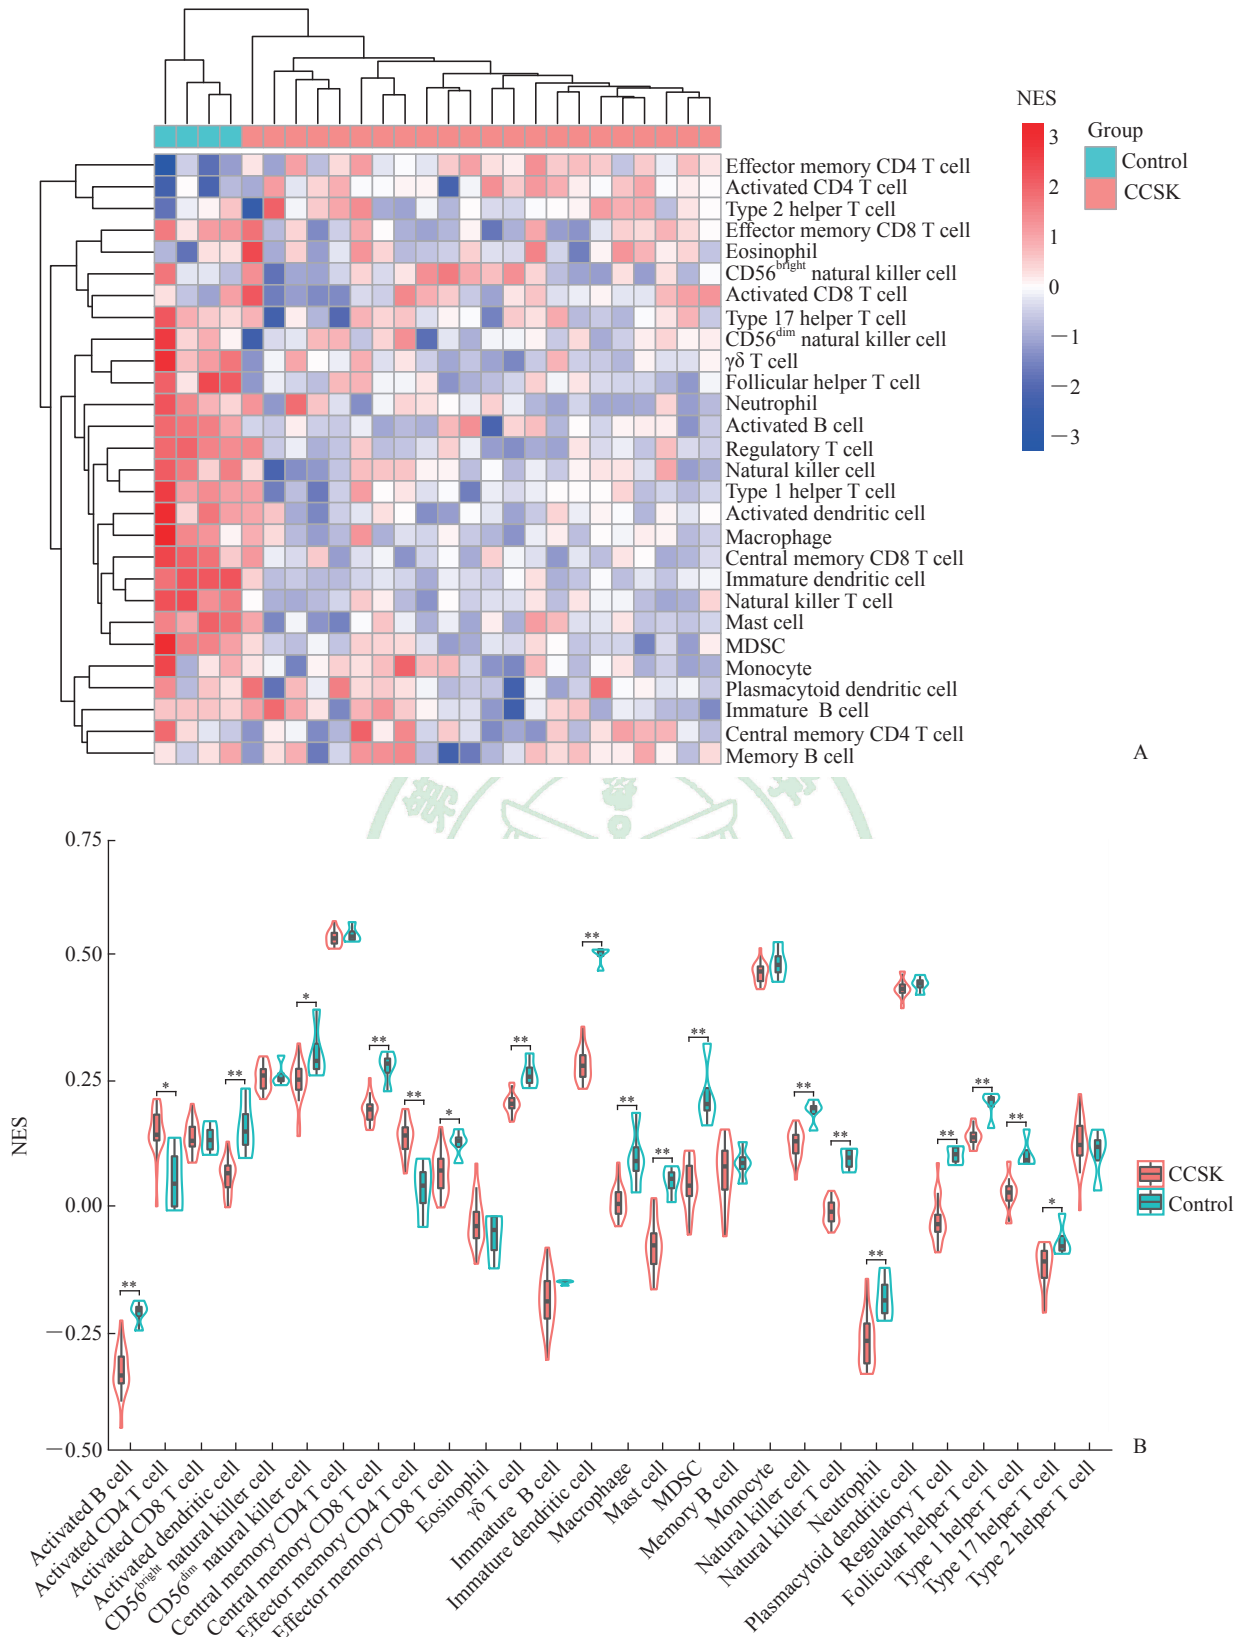 NES
3
2
1
0
−1
−2
−3
Group
Control
CCSK
Effector memory CD4 T cell
Activated CD4 T cell
Type 2 helper T cell
Effector memory CD8 T cell
Eosinophil
CD56bright natural killer cell
Activated CD8 T cell
Type 17 helper T cell
CD56dim natural killer cell
γδ T cell
Follicular helper T cell
Neutrophil
Activated B cell
Regulatory T cell
Natural killer cell
Type 1 helper T cell
Activated dendritic cell
Macrophage
Central memory CD8 T cell
Immature dendritic cell
Natural killer T cell
Mast cell
MDSC
Monocyte
Plasmacytoid dendritic cell
Immature B cell
Central memory CD4 T cell
Memory B cell
A
NES
0.75
0.50
0.25
0.00
−0.25
−0.50
**
*
**
*
**
**
*
**
**
**
**
**
**
**
**
**
**
**
*
CCSK
Control
B
Activated B cell
Activated CD4 T cell
Activated CD8 T cell
Activated dendritic cell
CD56bright natural killer cell
CD56dim natural killer cell
Central memory CD4 T cell
Central memory CD8 T cell
Effector memory CD4 T cell
Effector memory CD8 T cell
Eosinophil
γδ T cell
Immature B cell
Immature dendritic cell
Macrophage
Mast cell
MDSC
Memory B cell
Monocyte
Natural killer cell
Natural killer T cell
Neutrophil
Plasmacytoid dendritic cell
Regulatory T cell
Follicular helper T cell
Type 1 helper T cell
Type 17 helper T cell
Type 2 helper T cell